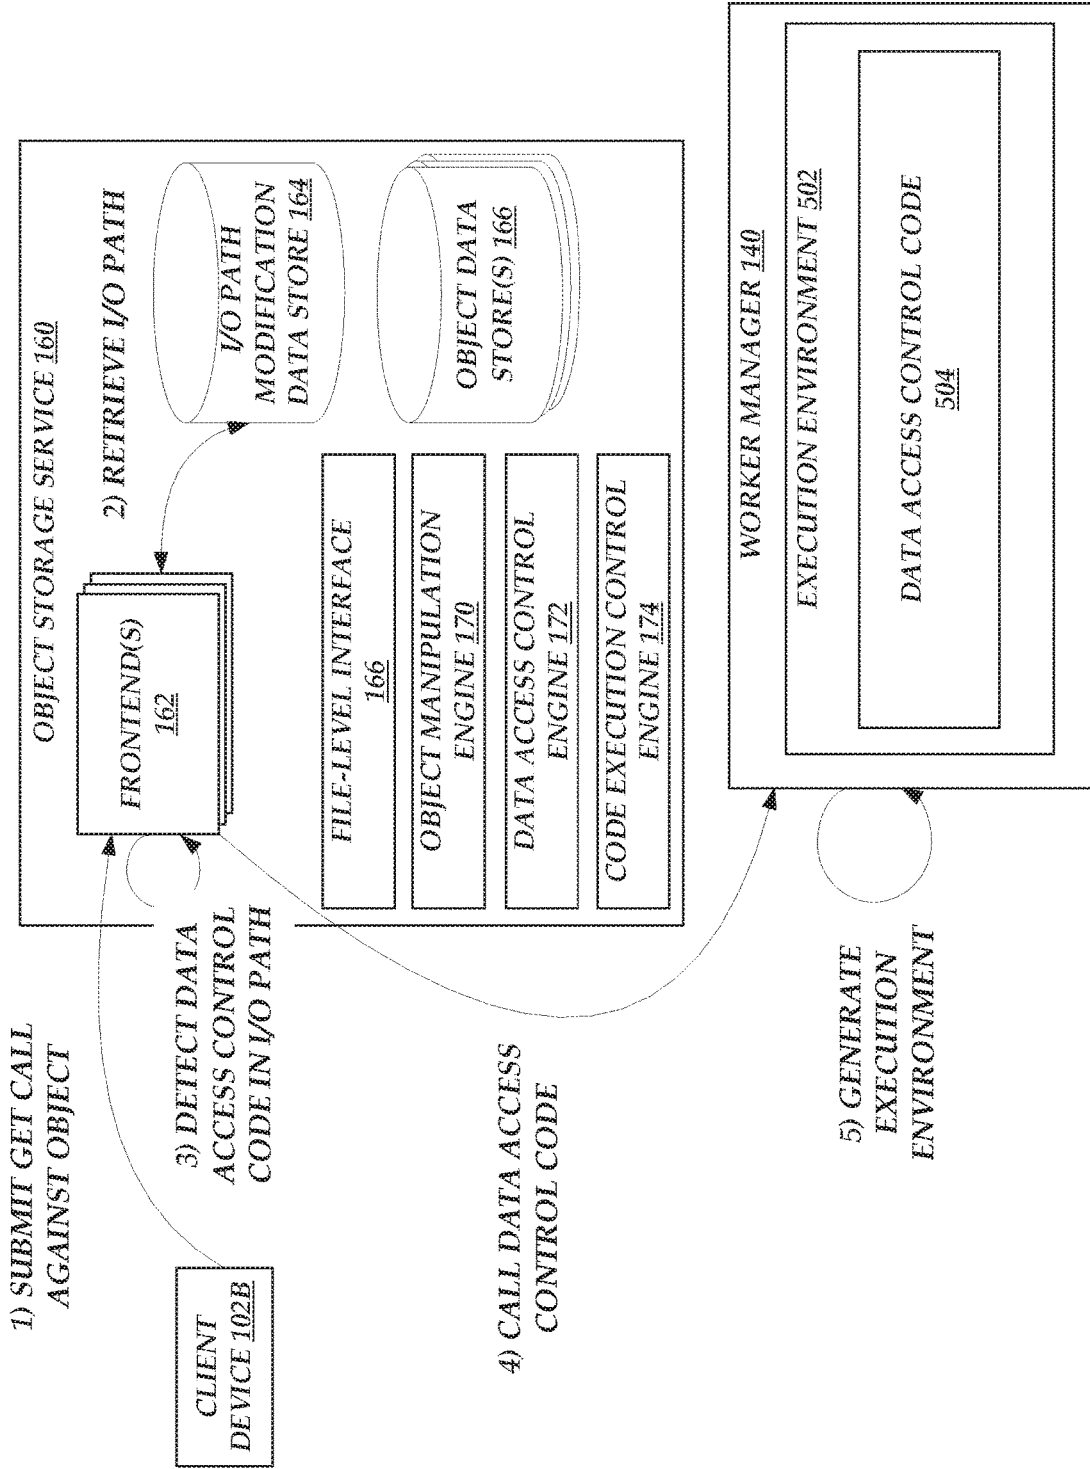 1) SUBMIT GET CALL
AGAINST OBJECT
CLIENT
DEVICE 102B
3) DETECT DATA
ACCESS CONTROL
CODE IN I/O PATH
OBJECT STORAGE SERVICE 160
FRONTEND(S)
162
2) RETRIEVE I/O PATH
I/O PATH
MODIFICATION
DATA STORE 164
OBJECT DATA
STORE(S) 166
FILE-LEVEL INTERFACE
166
OBJECT MANIPULATION
ENGINE 170
DATA ACCESS CONTROL
ENGINE 172
CODE EXECUTION CONTROL
ENGINE 174
4) CALL DATA ACCESS
CONTROL CODE
5) GENERATE
EXECUTION
ENVIRONMENT
WORKER MANAGER 140
EXECUTION ENVIRONMENT 502
DATA ACCESS CONTROL CODE
504